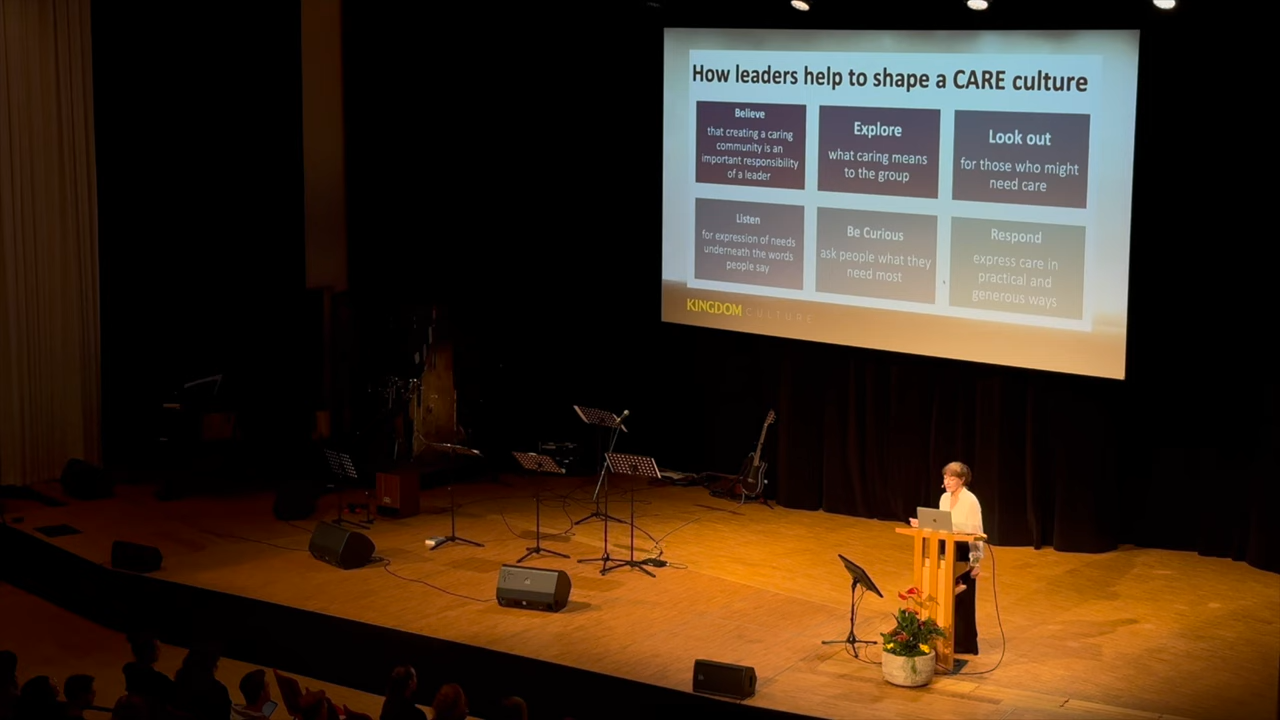 How leaders help to shape a CARE culture
Believe
that creating a caring
community is an
important responsibility
of a leader
Explore
what caring means
to the group
Look out
for those who might
need care
Listen
for expression of needs
underneath the words
people say
Be Curious
ask people what they
need most
Respond
express care in
practical and
generous ways
KINGDOM CULTURE